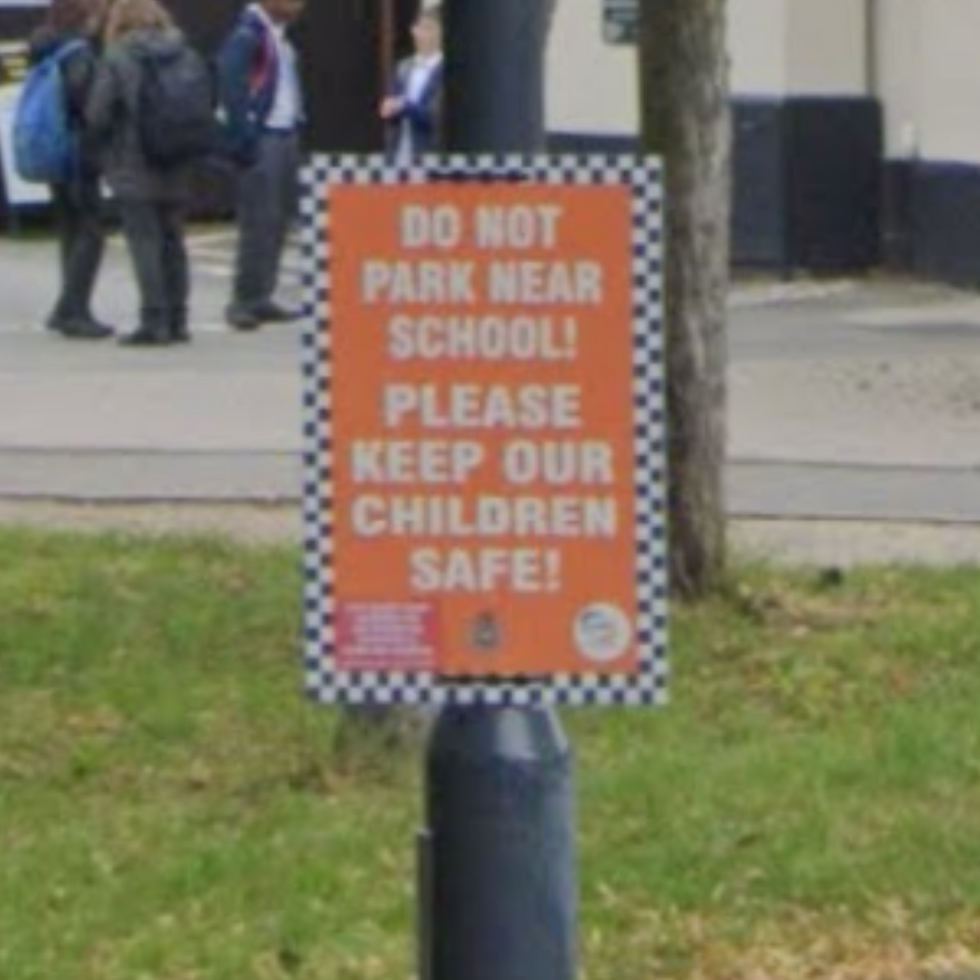 DO NOT
PARK NEAR
SCHOOL!
PLEASE
KEEP OUR
CHILDREN
SAFE!